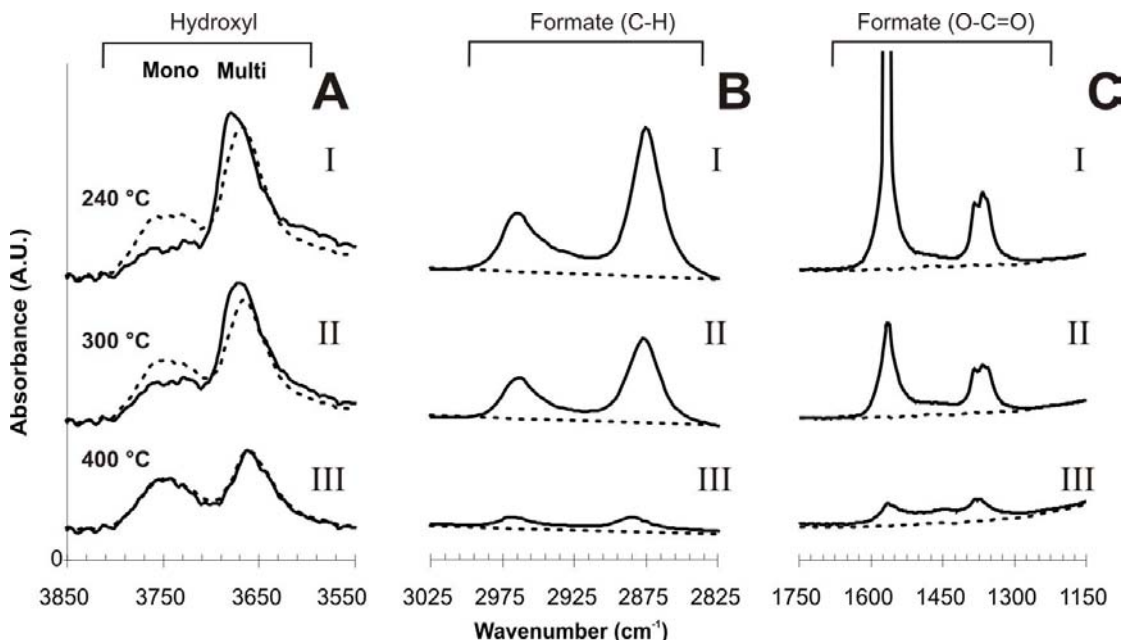 Hydroxyl
Formate (C-H)
Formate (O-C=O)
Mono Multi
A
B
C
I
I
I
240 °C
II
II
II
300 °C
III
III
III
400 °C
Absorbance (A.U.)
0
3850 3750 3650 3550
3025 2975 2925 2875 2825
1750 1600 1450 1300 1150
Wavenumber (cm⁻¹)